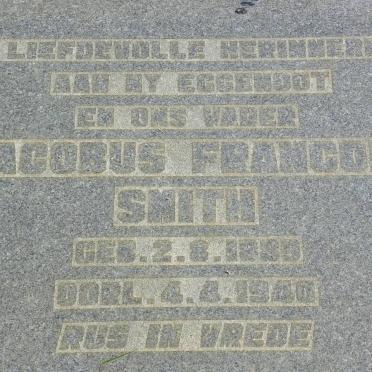 LIEFDEVOLLE HERINNERI
AAN MY EGGENOOT
EN ONS VADER
ACOBUS FRANCO
SMITH
GEB. 2. 8. 1889
OORL. 4. 4. 1940
RUS IN VREDE